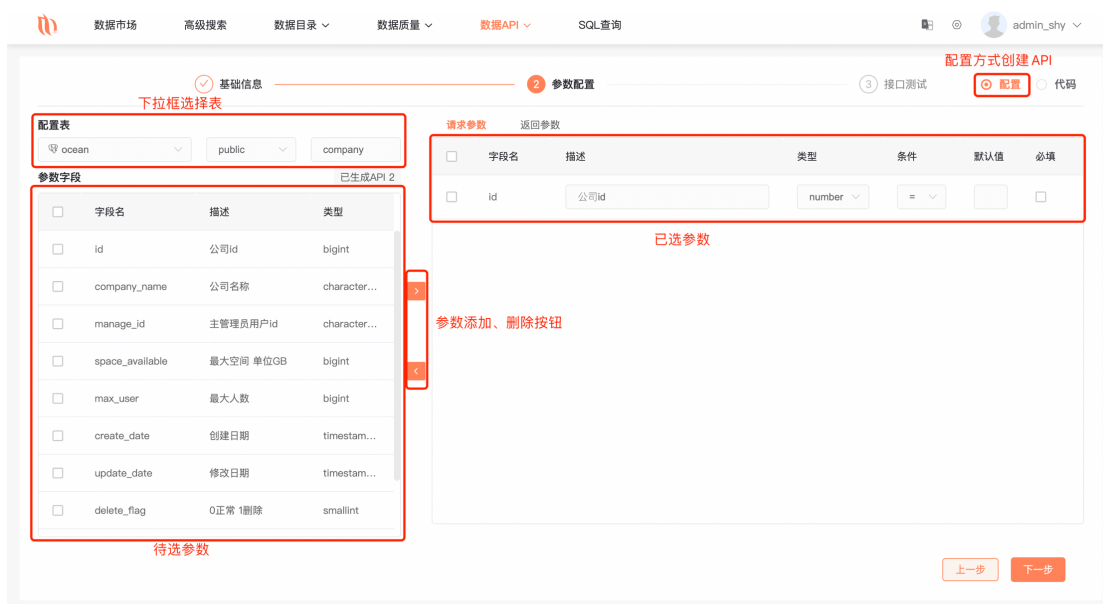 数据市场 高级搜索 数据目录 数据质量 数据API SQL查询 admin_shy
配置方式创建 API
基础信息 2 参数配置 3 接口测试 配置 代码
下拉框选择表
配置表
ocean public company
参数字段 已生成API 2
字段名 描述 类型
id 公司id bigint
company_name 公司名称 character...
manage_id 主管理员用户id character...
space_available 最大空间 单位GB bigint
max_user 最大人数 bigint
create_date 创建日期 timestam...
update_date 修改日期 timestam...
delete_flag 0正常 1删除 smallint
待选参数
参数添加、删除按钮
请求参数 返回参数
字段名 描述 类型 条件 默认值 必填
id 公司id number =
已选参数
上一步 下一步